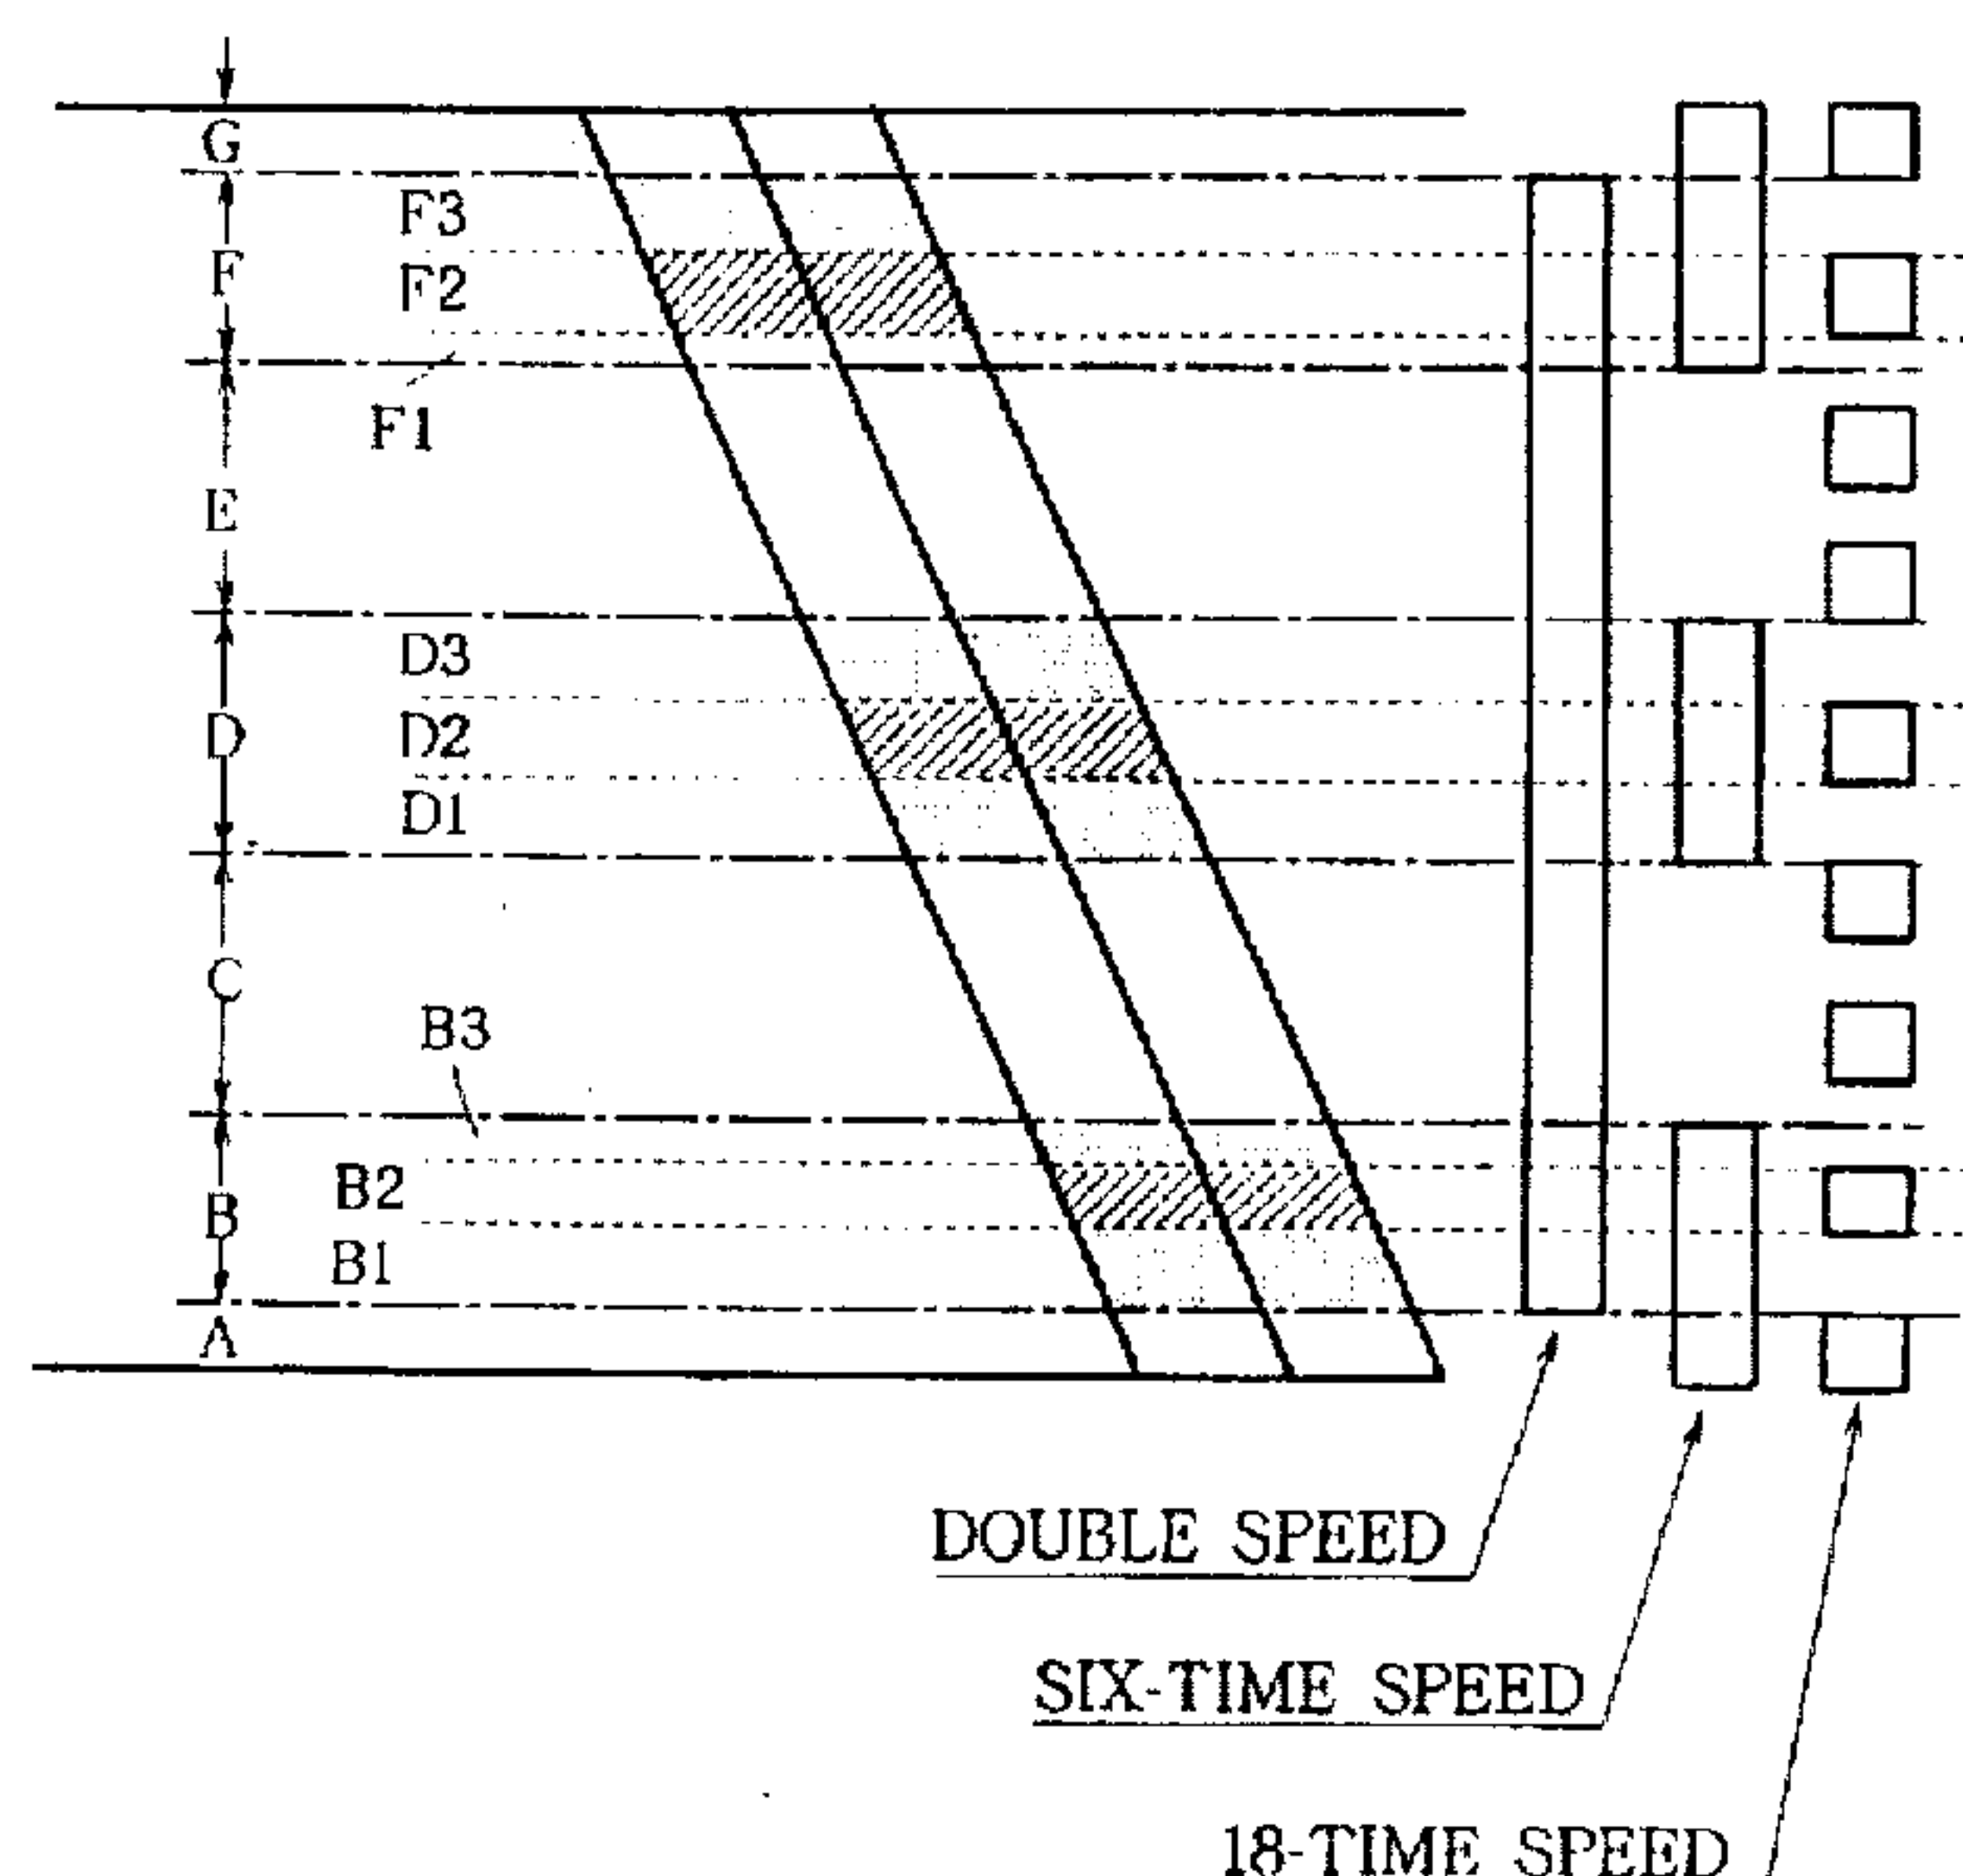 G
F3
F
F2
F1
E
D3
D
D2
D1
C
B3
B2
B
B1
A
DOUBLE SPEED
SIX-TIME SPEED
18-TIME SPEED